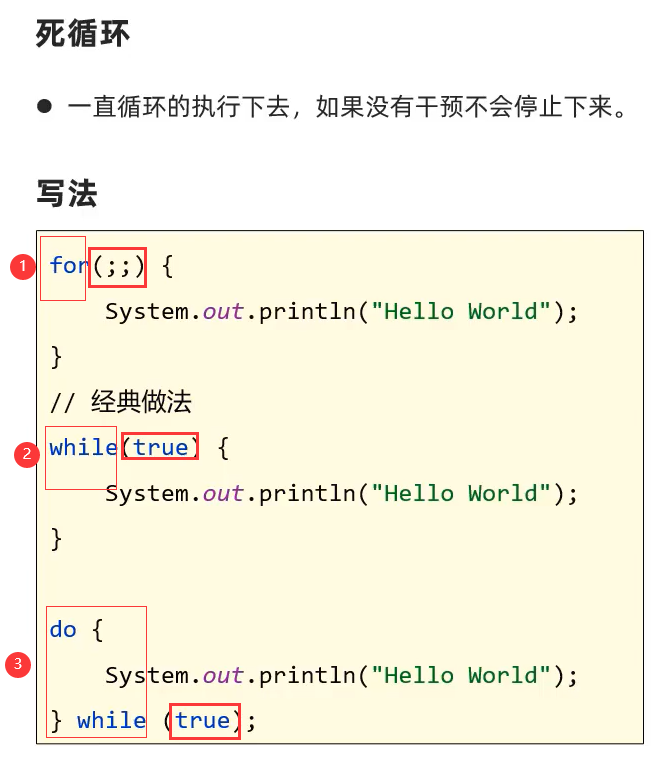 死循环
● 一直循环的执行下去，如果没有干预不会停止下来。
写法
1 for(;;) {
System.out.println("Hello World");
}
// 经典做法
2 while(true) {
System.out.println("Hello World");
}
do {
3 System.out.println("Hello World");
} while (true);